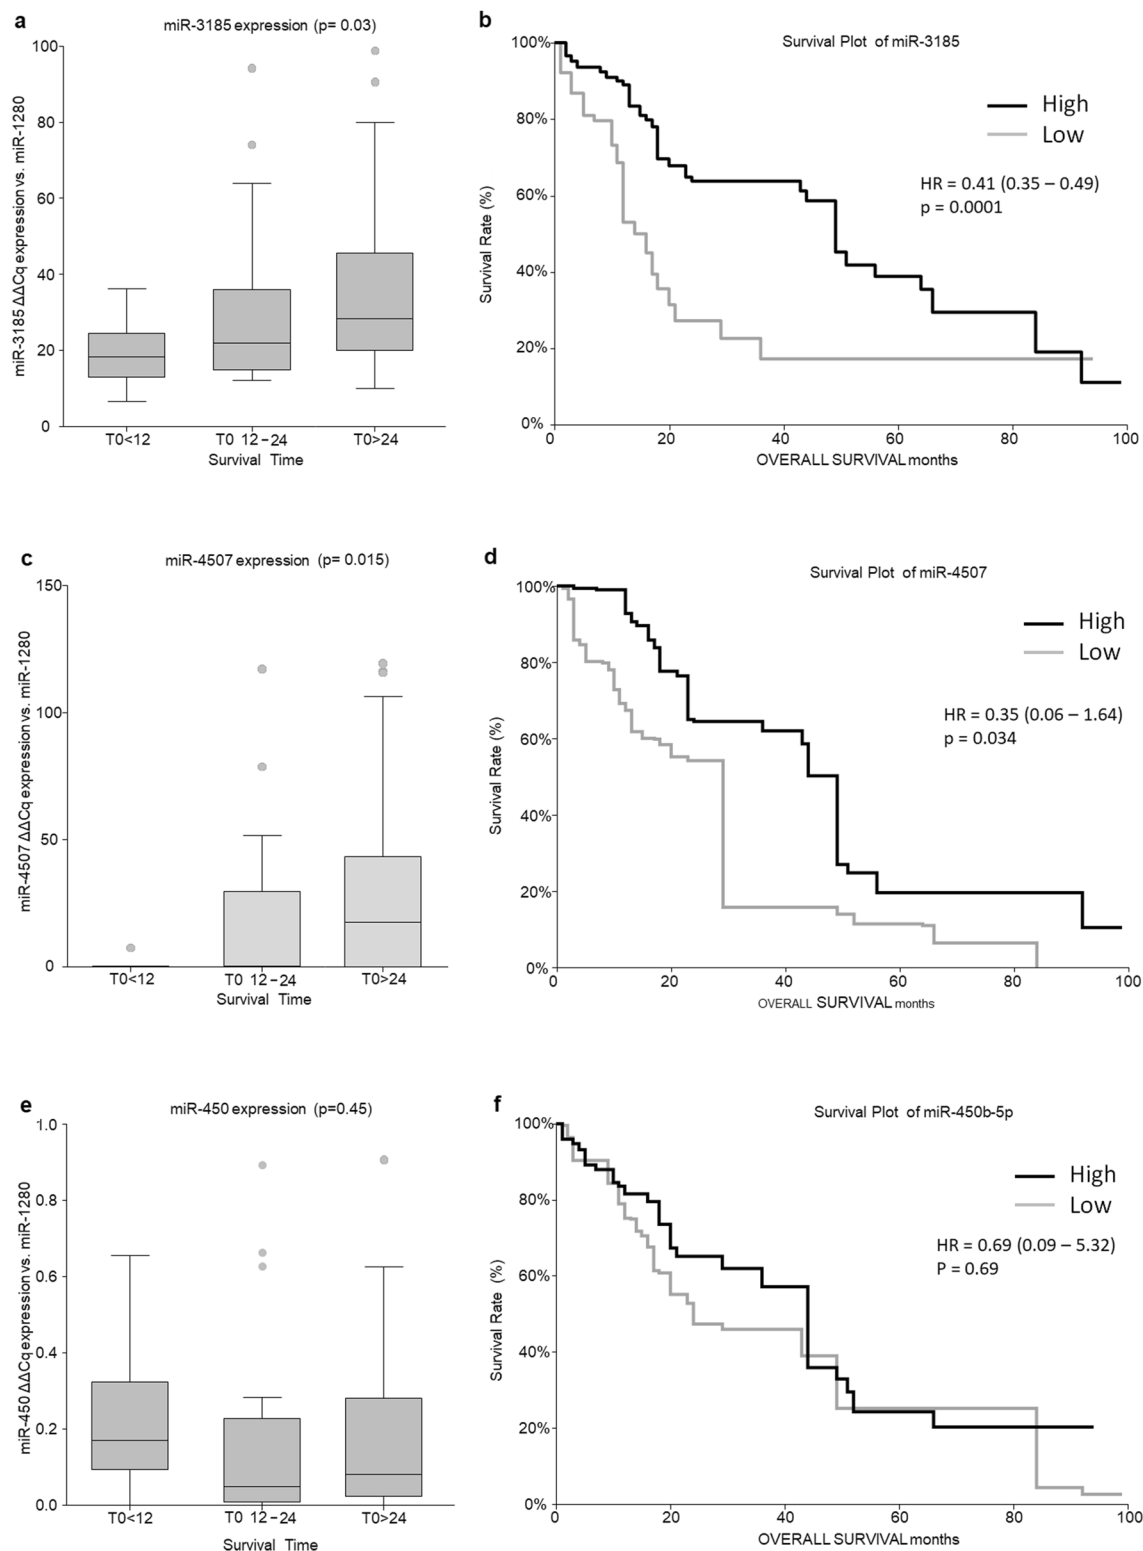 a
miR-3185 expression (p= 0.03)
miR-3185 ΔΔCq expression vs. miR-1280
100
80
60
40
20
0
T0<12
T0 12–24
T0>24
Survival Time
b
Survival Plot of miR-3185
Survival Rate (%)
100%
80%
60%
40%
20%
0%
High
Low
HR = 0.41 (0.35 – 0.49)
p = 0.0001
0
20
40
60
80
100
OVERALL SURVIVAL months
c
miR-4507 expression (p= 0.015)
miR-4507 ΔΔCq expression vs. miR-1280
150
100
50
0
T0<12
T0 12–24
T0>24
Survival Time
d
Survival Plot of miR-4507
Survival Rate (%)
100%
80%
60%
40%
20%
0%
High
Low
HR = 0.35 (0.06 – 1.64)
p = 0.034
0
20
40
60
80
100
OVERALL SURVIVAL months
e
miR-450 expression (p=0.45)
miR-450 ΔΔCq expression vs. miR-1280
1.0
0.8
0.6
0.4
0.2
0.0
T0<12
T0 12–24
T0>24
Survival Time
f
Survival Plot of miR-450b-5p
Survival Rate (%)
100%
80%
60%
40%
20%
0%
High
Low
HR = 0.69 (0.09 – 5.32)
P = 0.69
0
20
40
60
80
100
OVERALL SURVIVAL months